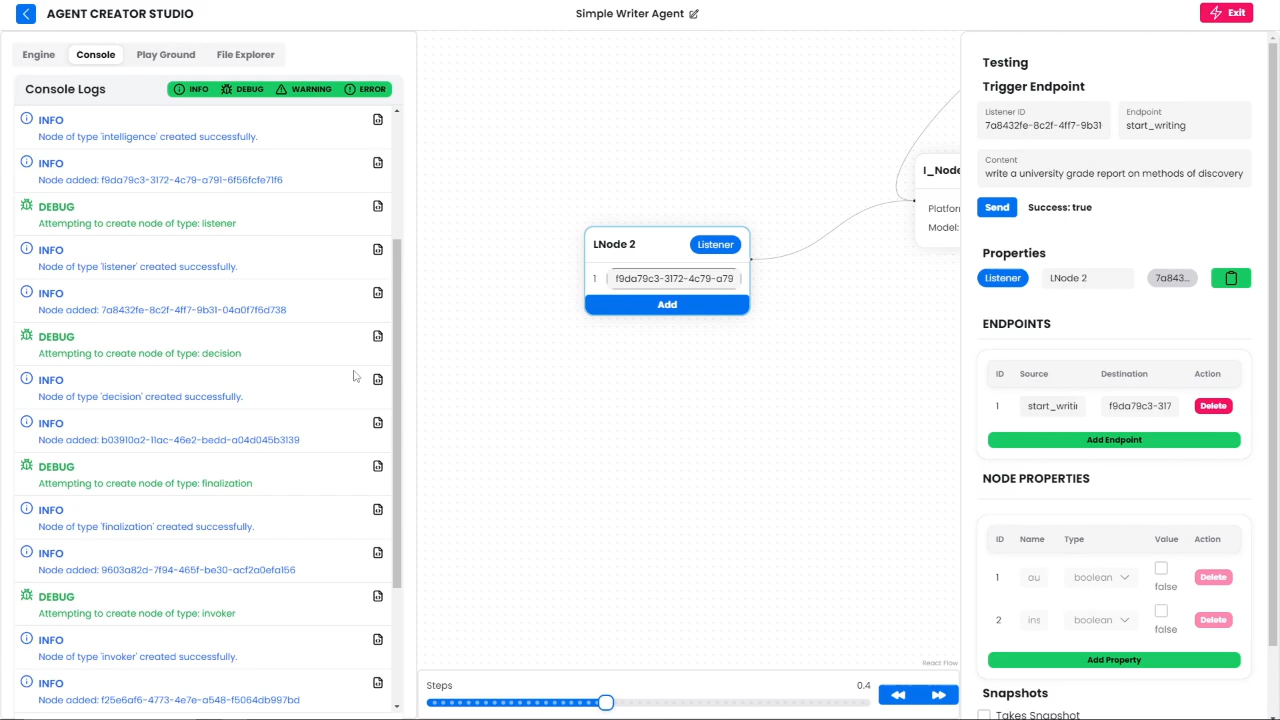 AGENT CREATOR STUDIO
Simple Writer Agent
Exit
Engine Console Play Ground File Explorer
Console Logs INFO DEBUG WARNING ERROR
INFO
Node of type 'intelligence' created successfully.
INFO
Node added: f9da79c3-3172-4c79-a791-6f56fcfe71f6
DEBUG
Attempting to create node of type: listener
INFO
Node of type 'listener' created successfully.
INFO
Node added: 7a8432fe-8c2f-4ff7-9b31-04a0f7f6d738
DEBUG
Attempting to create node of type: decision
INFO
Node of type 'decision' created successfully.
INFO
Node added: b03910a2-11ac-46e2-bedd-a04d045b3139
DEBUG
Attempting to create node of type: finalization
INFO
Node of type 'finalization' created successfully.
INFO
Node added: 9603a82d-7f94-465f-be30-acf2a0efa156
DEBUG
Attempting to create node of type: invoker
INFO
Node of type 'invoker' created successfully.
INFO
Node added: f25e6af6-4773-4e7e-a548-f5064db997bd
LNode 2 Listener
1 f9da79c3-3172-4c79-a79
Add
I_Node
Platfor
Model:
React Flow
Steps 0.4
Testing
Trigger Endpoint
Listener ID Endpoint
7a8432fe-8c2f-4ff7-9b31 start_writing
Content
write a university grade report on methods of discovery
Send Success: true
Properties
Listener LNode 2 7a843...
ENDPOINTS
ID Source Destination Action
1 start_writi f9da79c3-317 Delete
Add Endpoint
NODE PROPERTIES
ID Name Type Value Action
1 au boolean false Delete
2 ins boolean false Delete
Add Property
Snapshots
Takes Snapshot